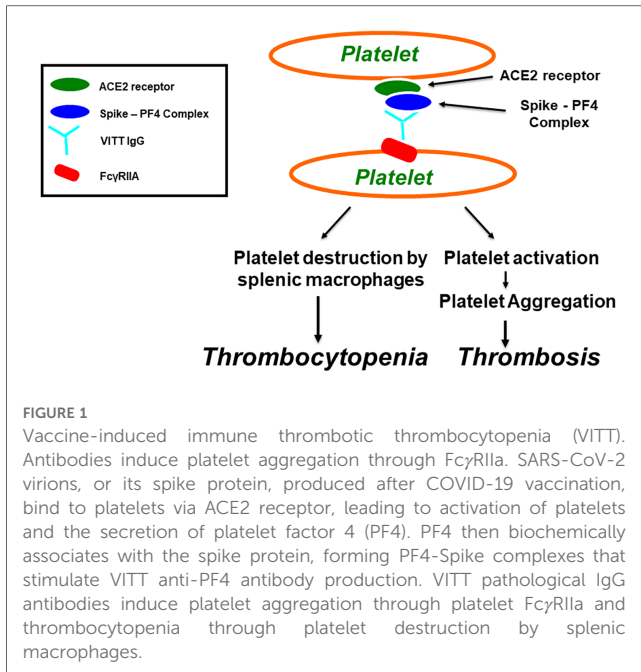 Platelet
ACE2 receptor
Spike - PF4
Complex
ACE2 receptor
Spike – PF4 Complex
VITT IgG
FcγRIIA
Platelet
Platelet destruction by
splenic macrophages
Platelet activation
Platelet Aggregation
Thrombocytopenia
Thrombosis
FIGURE 1
Vaccine-induced immune thrombotic thrombocytopenia (VITT).
Antibodies induce platelet aggregation through FcγRIIa. SARS-CoV-2
virions, or its spike protein, produced after COVID-19 vaccination,
bind to platelets via ACE2 receptor, leading to activation of platelets
and the secretion of platelet factor 4 (PF4). PF4 then biochemically
associates with the spike protein, forming PF4-Spike complexes that
stimulate VITT anti-PF4 antibody production. VITT pathological IgG
antibodies induce platelet aggregation through platelet FcγRIIa and
thrombocytopenia through platelet destruction by splenic
macrophages.